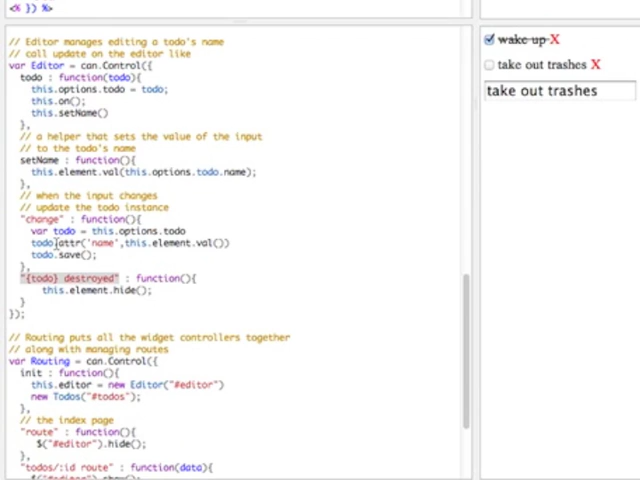 <% }) %>
// Editor manages editing a todo's name
// call update on the editor like
var Editor = can.Control({
todo : function(todo){
this.options.todo = todo;
this.on();
this.setName()
},
// a helper that sets the value of the input
// to the todo's name
setName : function(){
this.element.val(this.options.todo.name);
},
// when the input changes
// update the todo instance
"change" : function(){
var todo = this.options.todo
todo.attr('name',this.element.val())
todo.save();
},
"{todo} destroyed" : function(){
this.element.hide();
}
});
// Routing puts all the widget controllers together
// along with managing routes
var Routing = can.Control({
init : function(){
this.editor = new Editor("#editor")
new Todos("#todos");
},
// the index page
"route" : function(){
$("#editor").hide();
},
"todos/:id route" : function(data){
$("#editor").show();
wake up X
take out trashes X
take out trashes